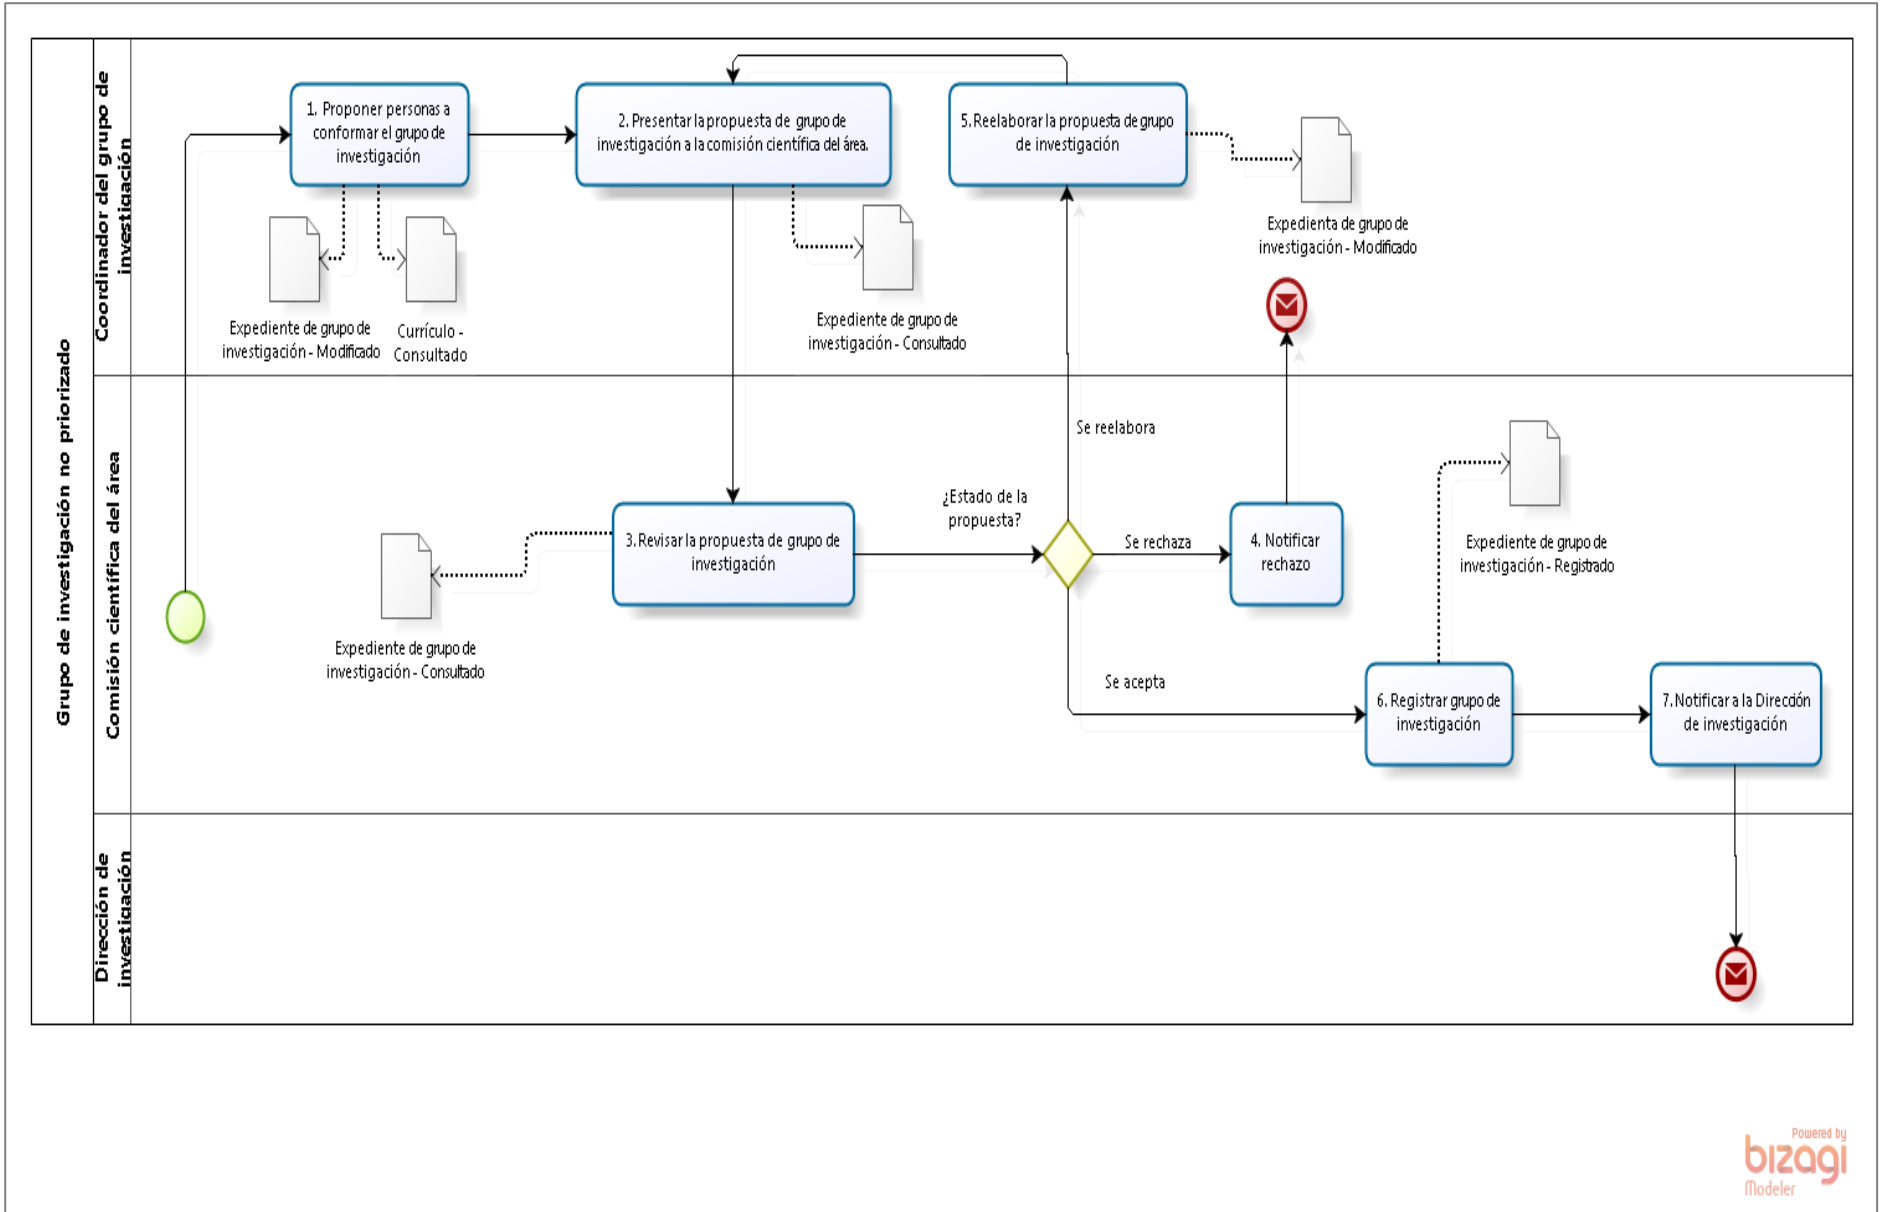 Grupo de investigación no priorizado
Coordinador del grupo de
investigación
1. Proponer personas a
conformar el grupo de
investigación
2. Presentar la propuesta de grupo de
investigación a la comisión científica del área.
5. Reelaborar la propuesta de grupo
de investigación
Expediente de grupo de
investigación - Modificado
Currículo -
Consultado
Expediente de grupo de
investigación - Consultado
Expedienta de grupo de
investigación - Modificado
Comisión científica del área
Se reelabora
¿Estado de la
propuesta?
3. Revisar la propuesta de grupo de
investigación
Se rechaza
4. Notificar
rechazo
Expediente de grupo de
investigación - Registrado
Expediente de grupo de
investigación - Consultado
Se acepta
6. Registrar grupo de
investigación
7. Notificar a la Dirección
de investigación
Dirección de
investigación
Powered by
bizagi
Modeler